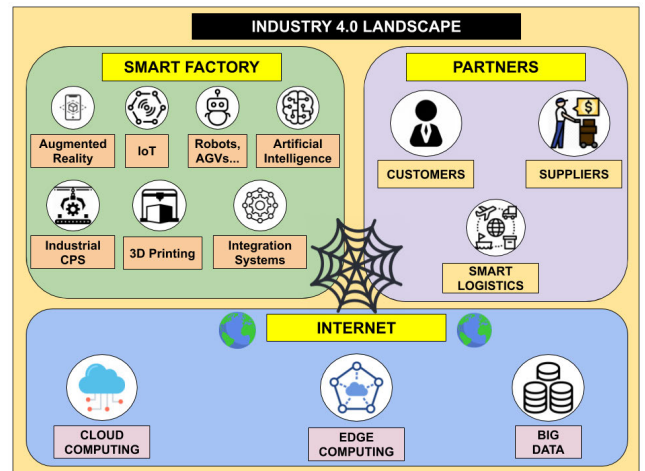 INDUSTRY 4.0 LANDSCAPE
SMART FACTORY
Augmented
Reality
IoT
Robots,
AGVs...
Artificial
Intelligence
Industrial
CPS
3D Printing
Integration
Systems
PARTNERS
CUSTOMERS
$
SUPPLIERS
SMART
LOGISTICS
INTERNET
CLOUD
COMPUTING
EDGE
COMPUTING
BIG
DATA